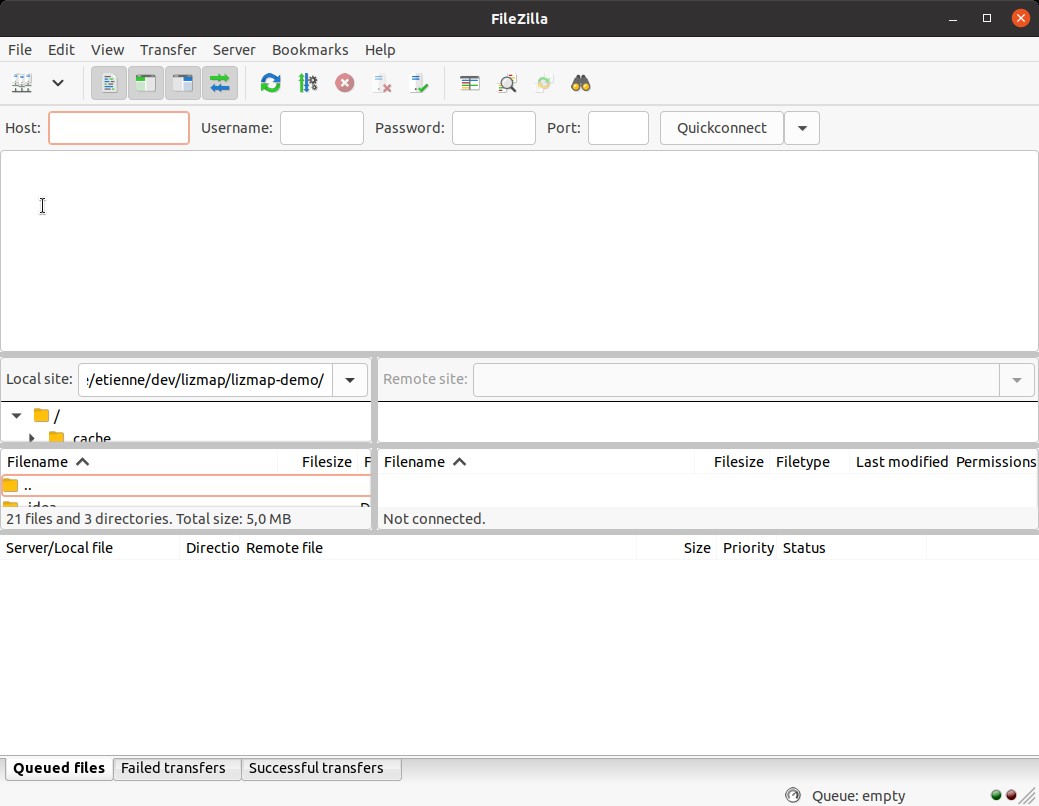 FileZilla
File Edit View Transfer Server Bookmarks Help
Host: Username: Password: Port: Quickconnect
Local site: :/etienne/dev/lizmap/lizmap-demo/ Remote site:
/
cache
Filename Filesize F Filename Filesize Filetype Last modified Permissions
..
.idea D
21 files and 3 directories. Total size: 5,0 MB Not connected.
Server/Local file Directio Remote file Size Priority Status
Queued files Failed transfers Successful transfers
Queue: empty